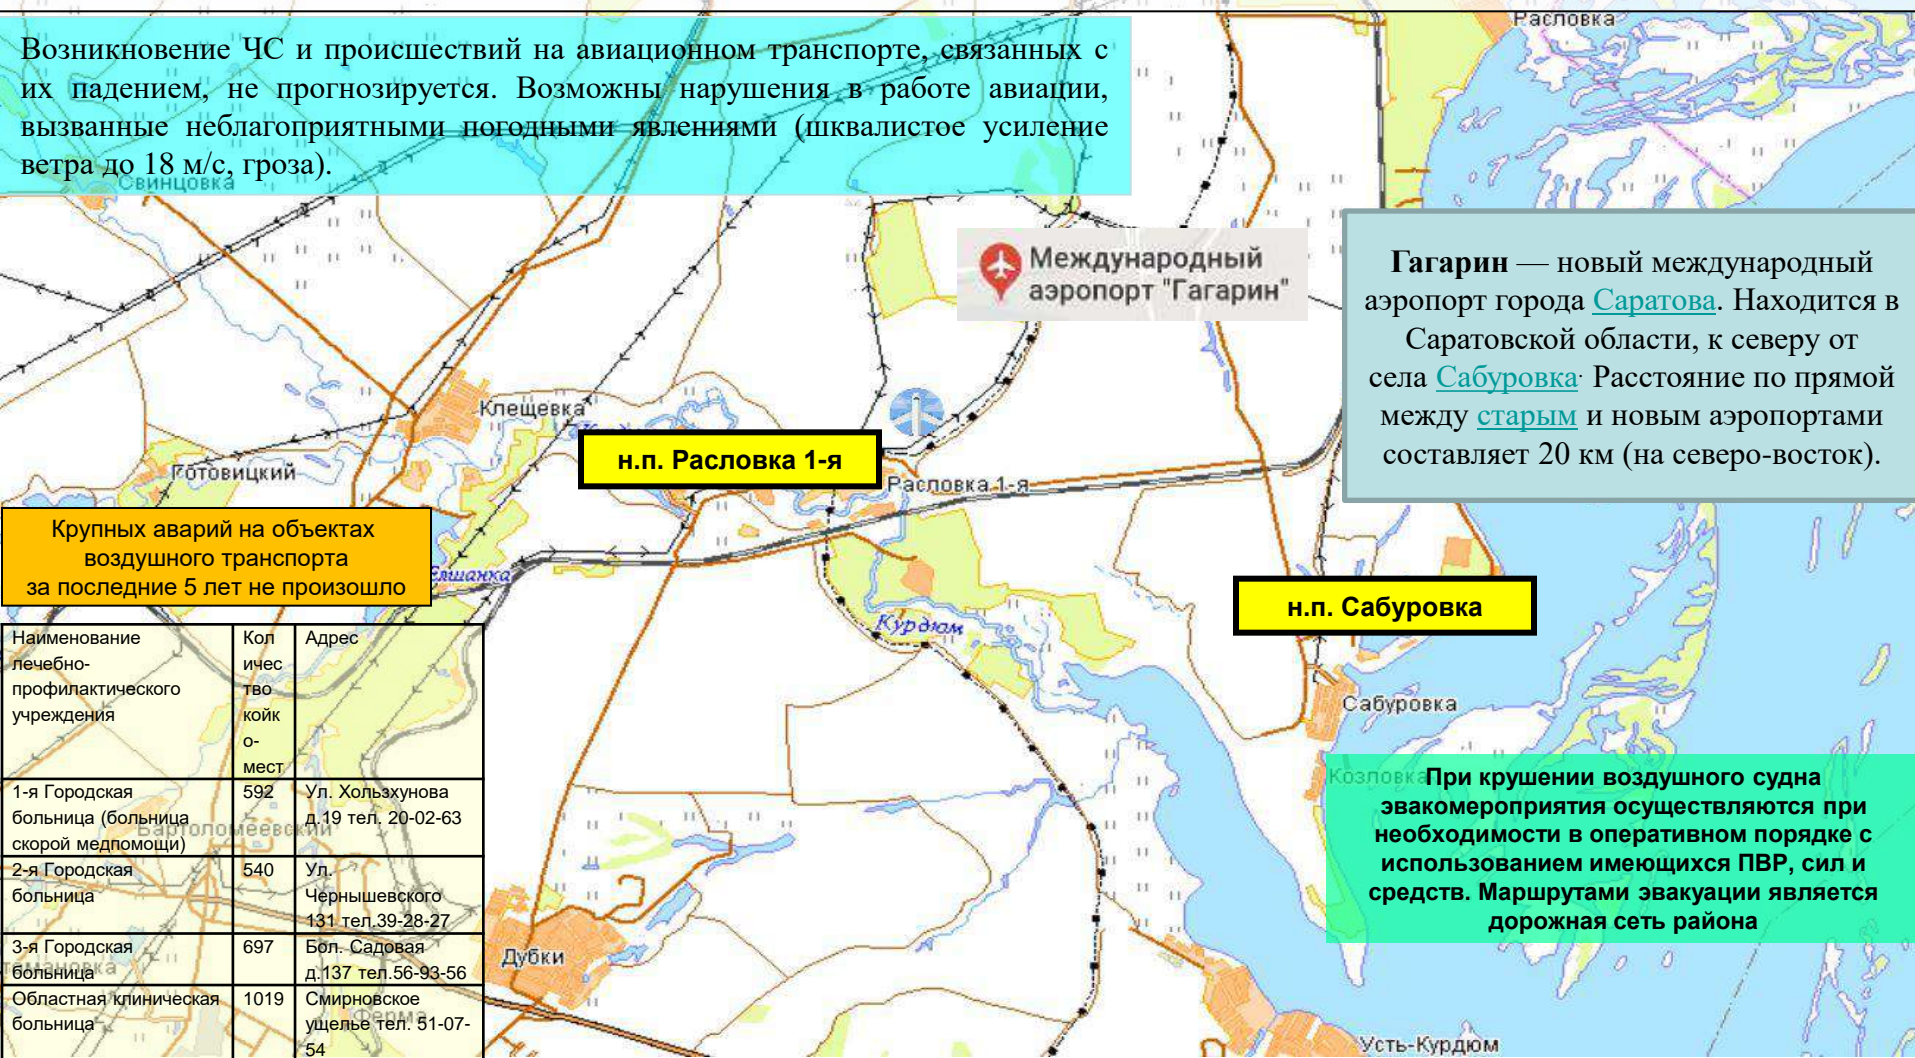 Расловка
Возникновение ЧС и происшествий на авиационном транспорте, связанных с
их падением, не прогнозируется. Возможны нарушения в работе авиации,
вызванные неблагоприятными погодными явлениями (шквалистое усиление
ветра до 18 м/с, гроза).
Свинцовка
Международный
аэропорт "Гагарин"
Гагарин — новый международный
аэропорт города Саратова. Находится в
Саратовской области, к северу от
села Сабуровка. Расстояние по прямой
между старым и новым аэропортами
составляет 20 км (на северо-восток).
Клещевка
н.п. Расловка 1-я
Готовицкий
Расловка 1-я
Крупных аварий на объектах
воздушного транспорта
за последние 5 лет не произошло
Елшанка
н.п. Сабуровка
Курдюм
Сабуровка
Козловка
При крушении воздушного судна
эвакомероприятия осуществляются при
необходимости в оперативном порядке с
использованием имеющихся ПВР, сил и
средств. Маршрутами эвакуации является
дорожная сеть района
Наименование
лечебно-
профилактического
учреждения
Кол
ичес
тво
койк
о-
мест
Адрес
1-я Городская
больница (больница
скорой медпомощи)
592
Ул. Хользхунова
д.19 тел. 20-02-63
Бартоломеевский
2-я Городская
больница
540
Ул.
Чернышевского
131 тел.39-28-27
3-я Городская
больница
697
Бол. Садовая
д.137 тел.56-93-56
Областная клиническая
больница
1019
Смирновское
ущелье тел. 51-07-
54
Ферма
Дубки
Усть-Курдюм